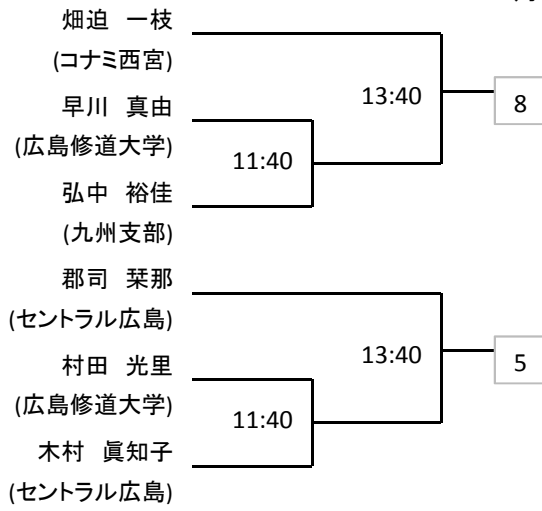 畑迫 一枝
(コナミ西宮)
13:40
8
早川 真由
(広島修道大学)
11:40
弘中 裕佳
(九州支部)
郡司 栞那
(セントラル広島)
13:40
5
村田 光里
(広島修道大学)
11:40
木村 眞知子
(セントラル広島)